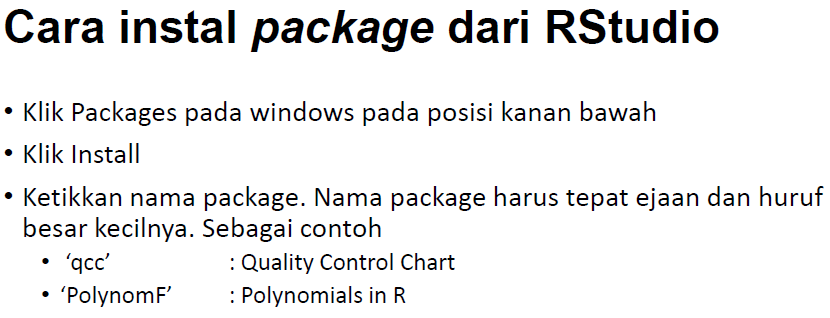 Cara instal package dari RStudio
• Klik Packages pada windows pada posisi kanan bawah
• Klik Install
• Ketikkan nama package. Nama package harus tepat ejaan dan huruf
besar kecilnya. Sebagai contoh
• ‘qcc’ : Quality Control Chart
• ‘PolynomF’ : Polynomials in R